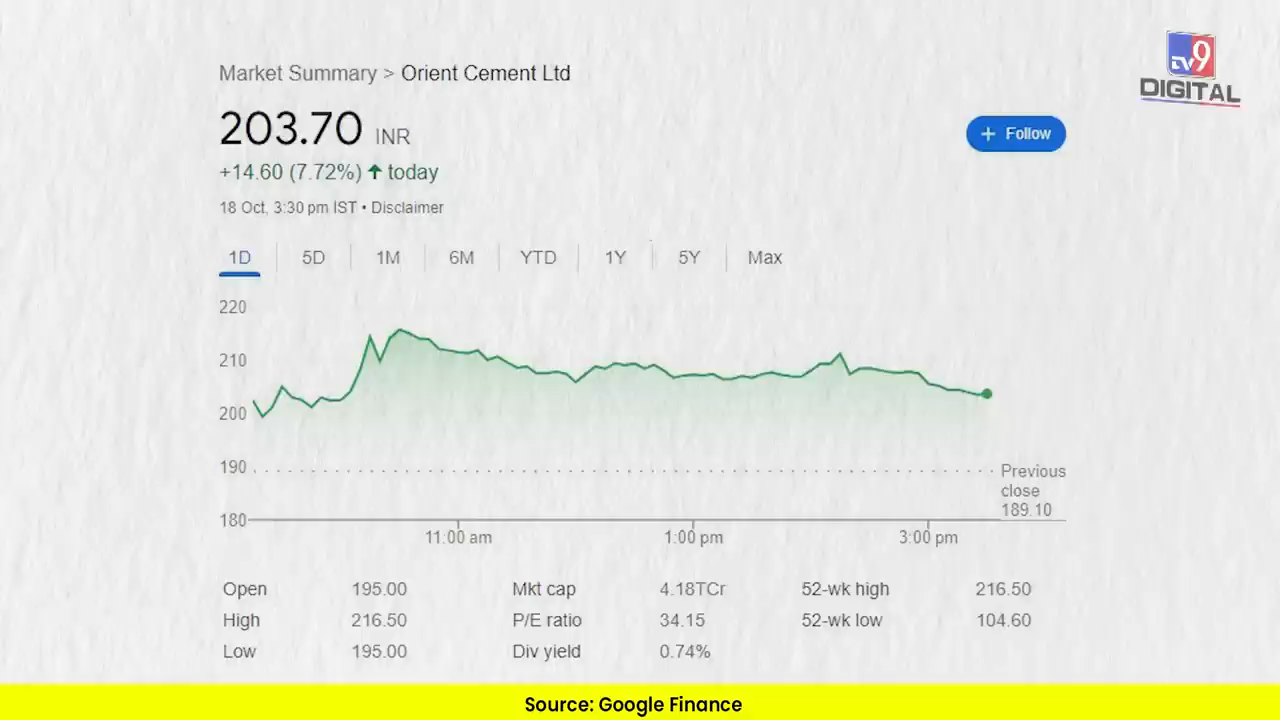 TV9
DIGITAL
Market Summary > Orient Cement Ltd
203.70 INR
+ Follow
+14.60 (7.72%) ↑ today
18 Oct, 3:30 pm IST • Disclaimer
1D 5D 1M 6M YTD 1Y 5Y Max
220
210
200
190
180
Previous
close
189.10
11:00 am 1:00 pm 3:00 pm
Open 195.00 Mkt cap 4.18TCr 52-wk high 216.50
High 216.50 P/E ratio 34.15 52-wk low 104.60
Low 195.00 Div yield 0.74%
Source: Google Finance